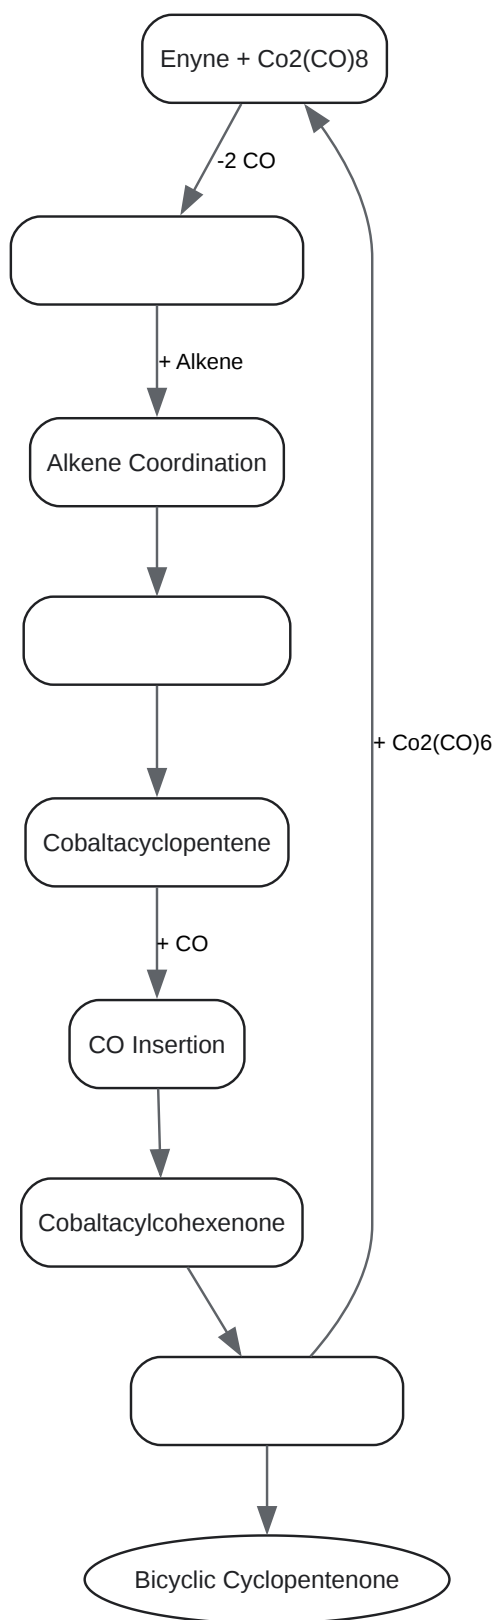 Enyne + Co2(CO)8
-2 CO
+ Alkene
Alkene Coordination
+ Co2(CO)6
Cobaltacyclopentene
+ CO
CO Insertion
Cobaltacylcohexenone
Bicyclic Cyclopentenone